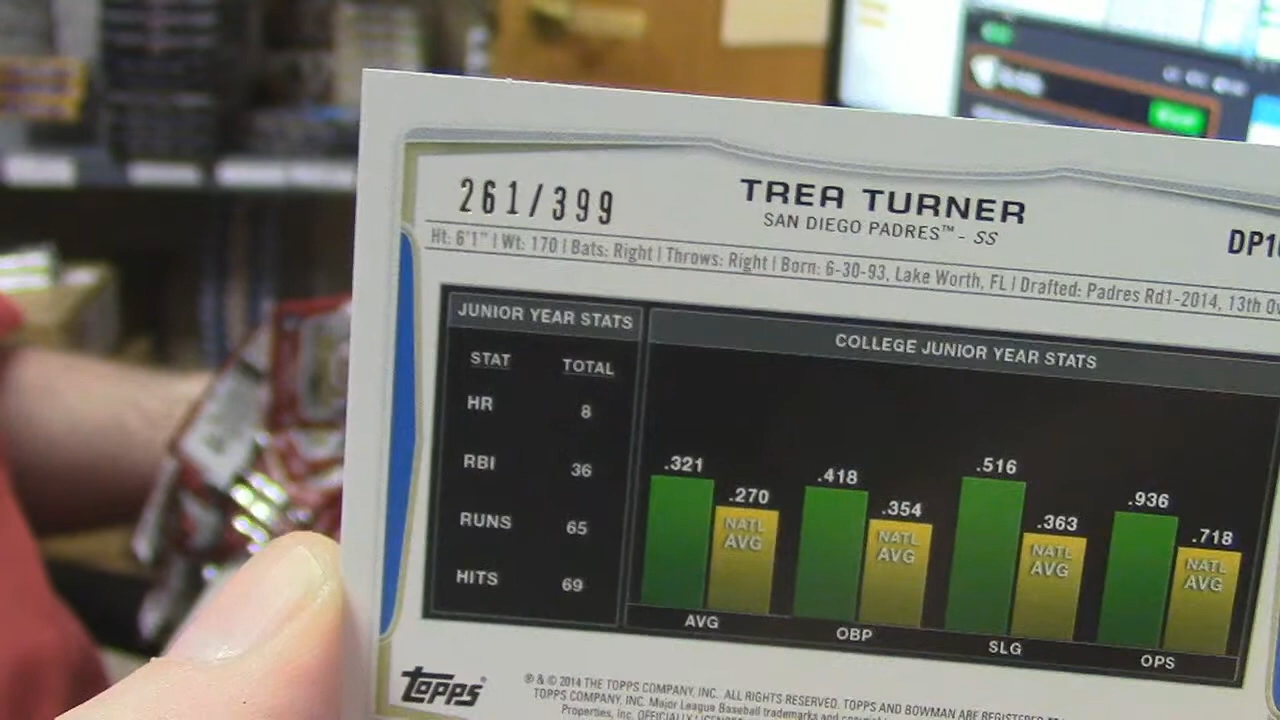 261/399
TREA TURNER
SAN DIEGO PADRES™ - SS
Ht: 6'1" | Wt: 170 | Bats: Right | Throws: Right | Born: 6-30-93, Lake Worth, FL | Drafted: Padres Rd1-2014, 13th
JUNIOR YEAR STATS
STAT TOTAL
HR 8
RBI 36
RUNS 65
HITS 69
COLLEGE JUNIOR YEAR STATS
.321 .270 .418 .354 .516 .363 .936 .718
NATL AVG NATL AVG NATL AVG NATL AVG
AVG OBP SLG OPS
Topps
® & © 2014 THE TOPPS COMPANY, INC. ALL RIGHTS RESERVED. TOPPS AND BOWMAN ARE REGISTERED
TOPPS COMPANY, INC. Major League Baseball trademarks and
Properties, Inc. OFFICIALLY